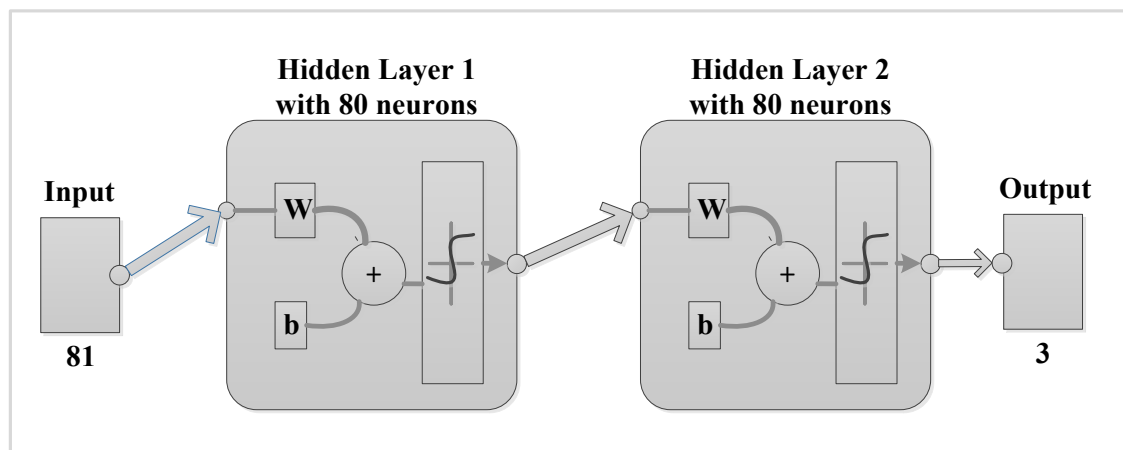 Hidden Layer 1
with 80 neurons
Hidden Layer 2
with 80 neurons
Input
81
W
+
b
W
+
b
Output
3